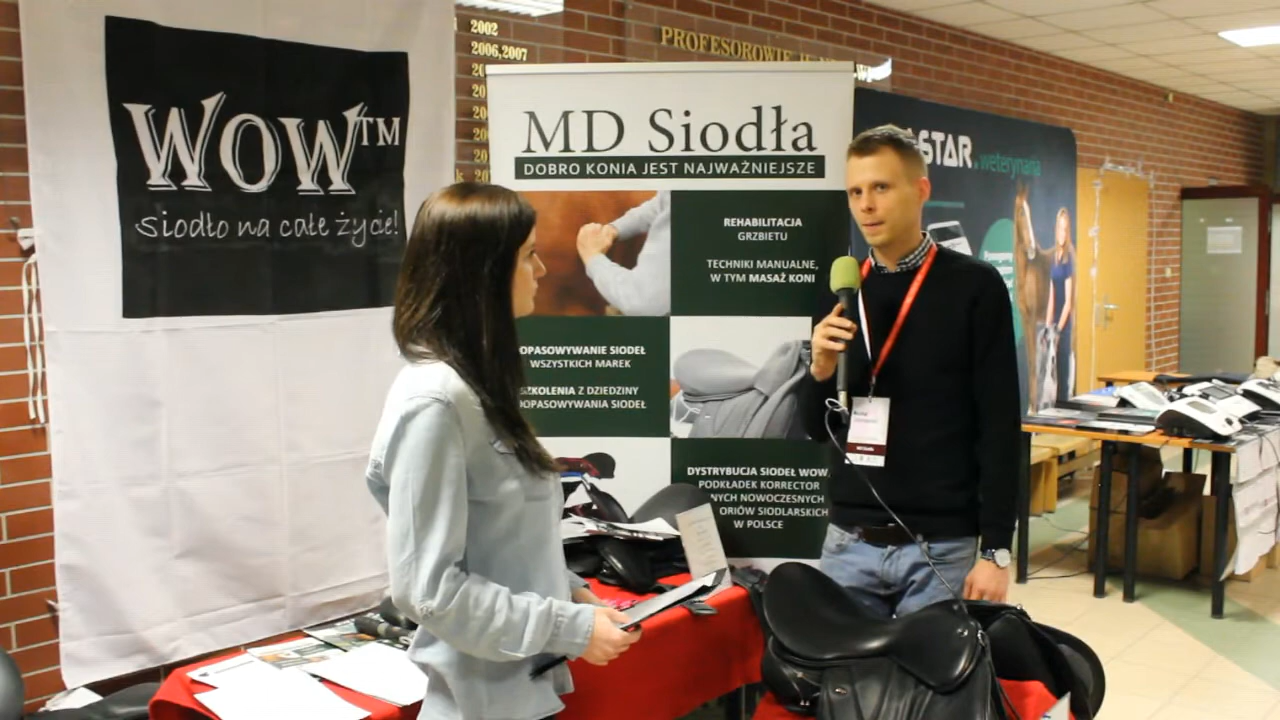 WOW™
Siodło na całe życie!
2002
2006,2007
PROFESOROWIE
MD Siodła
DOBRO KONIA JEST NAJWAŻNIEJSZE
REHABILITACJA
GRZBIETU
TECHNIKI MANUALNE,
W TYM MASAŻ KONI
OPASOWYWANIE SIODEŁ
WSZYSTKICH MAREK
SZKOLENIA Z DZIEDZINY
DOPASOWYWANIA SIODEŁ
DYSTRYBUCJA SIODEŁ WOW,
PODKŁADEK KORRECTOR
NYCH NOWOCZESNYCH
ORIÓW SIODLARSKICH
W POLSCE
STAR.weterynaria